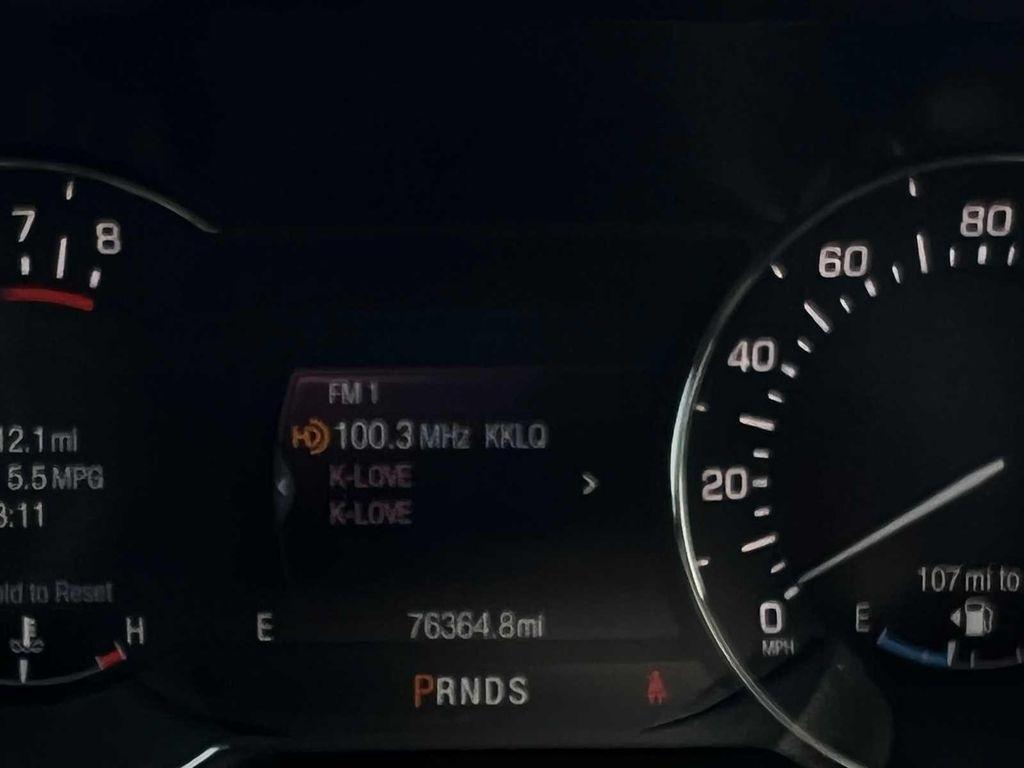 7
8
12.1 mi
5.5 MPG
3:11
to Reset
H
FM 1
HD 100.3 MHz KKLQ
K-LOVE
K-LOVE
E
76364.8mi
PRNDS
80
60
40
20
0
MPH
107 mi to
E